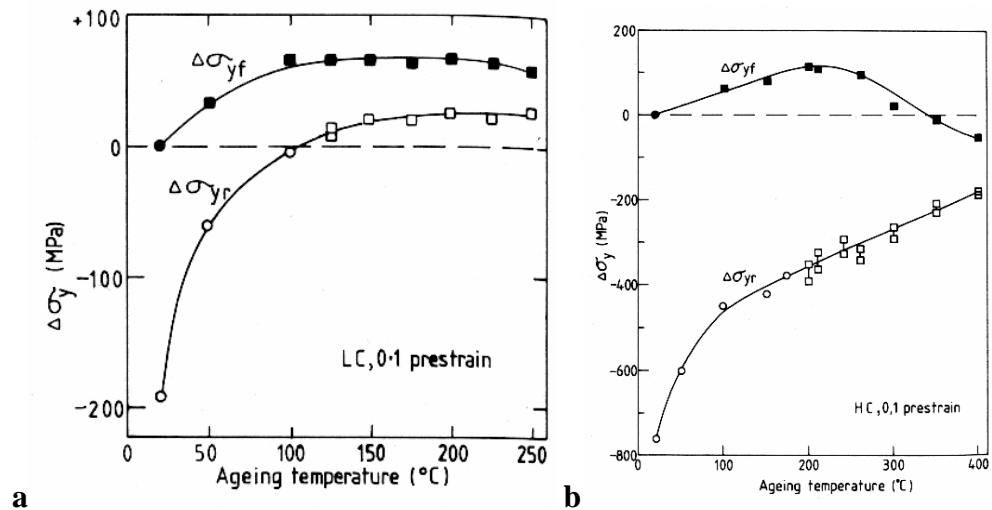 +100
Δσyf
0
Δσyr
-100
Δσy (MPa)
LC, 0·1 prestrain
-200
0 50 100 150 200 250
Ageing temperature (°C)
a
200
Δσyf
0
-200
Δσy (MPa)
Δσyr
-400
-600
HC, 0,1 prestrain
-800
0 100 200 300 400
Ageing temperature (°C)
b